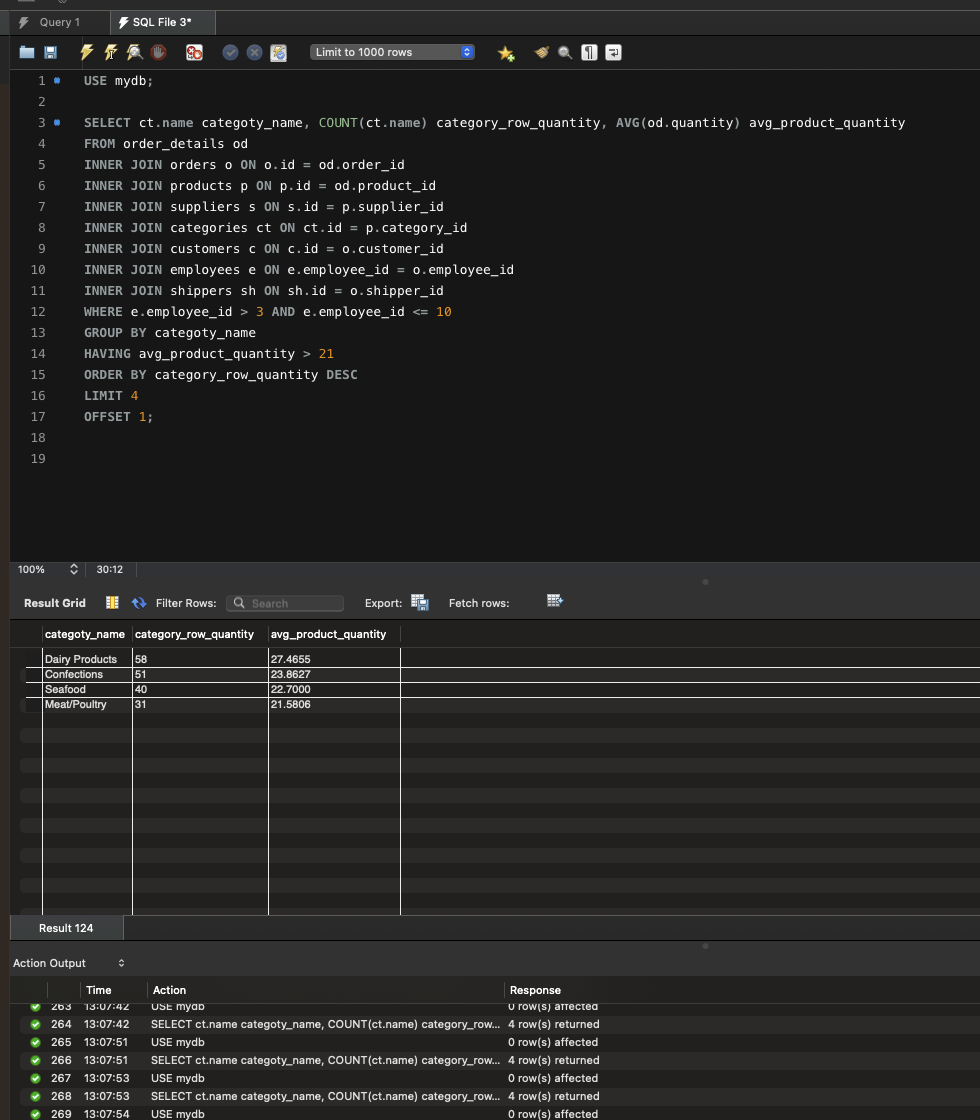 Query 1
SQL File 3*
Limit to 1000 rows
1 USE mydb;
2
3 SELECT ct.name categoty_name, COUNT(ct.name) category_row_quantity, AVG(od.quantity) avg_product_quantity
4 FROM order_details od
5 INNER JOIN orders o ON o.id = od.order_id
6 INNER JOIN products p ON p.id = od.product_id
7 INNER JOIN suppliers s ON s.id = p.supplier_id
8 INNER JOIN categories ct ON ct.id = p.category_id
9 INNER JOIN customers c ON c.id = o.customer_id
10 INNER JOIN employees e ON e.employee_id = o.employee_id
11 INNER JOIN shippers sh ON sh.id = o.shipper_id
12 WHERE e.employee_id > 3 AND e.employee_id <= 10
13 GROUP BY categoty_name
14 HAVING avg_product_quantity > 21
15 ORDER BY category_row_quantity DESC
16 LIMIT 4
17 OFFSET 1;
18
19
100% 30:12
Result Grid Filter Rows: Search Export: Fetch rows:
categoty_name category_row_quantity avg_product_quantity
Dairy Products 58 27.4655
Confections 51 23.8627
Seafood 40 22.7000
Meat/Poultry 31 21.5806
Result 124
Action Output
Time Action Response
263 13:07:42 USE mydb 0 row(s) affected
264 13:07:42 SELECT ct.name categoty_name, COUNT(ct.name) category_row... 4 row(s) returned
265 13:07:51 USE mydb 0 row(s) affected
266 13:07:51 SELECT ct.name categoty_name, COUNT(ct.name) category_row... 4 row(s) returned
267 13:07:53 USE mydb 0 row(s) affected
268 13:07:53 SELECT ct.name categoty_name, COUNT(ct.name) category_row... 4 row(s) returned
269 13:07:54 USE mydb 0 row(s) affected